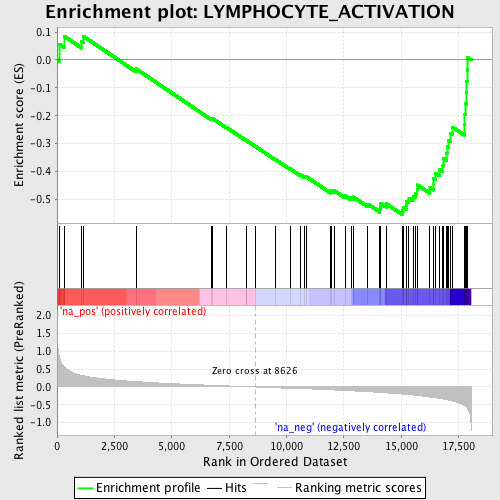 Enrichment plot: LYMPHOCYTE_ACTIVATION
Enrichment score (ES)
0.1
0.0
-0.1
-0.2
-0.3
-0.4
-0.5
'na_pos' (positively correlated)
Ranked list metric (PreRanked)
2.0
1.5
1.0
0.5
0.0
-0.5
-1.0
Zero cross at 8626
'na_neg' (negatively correlated)
0
2,500
5,000
7,500
10,000
12,500
15,000
17,500
Rank in Ordered Dataset
Enrichment profile
Hits
Ranking metric scores